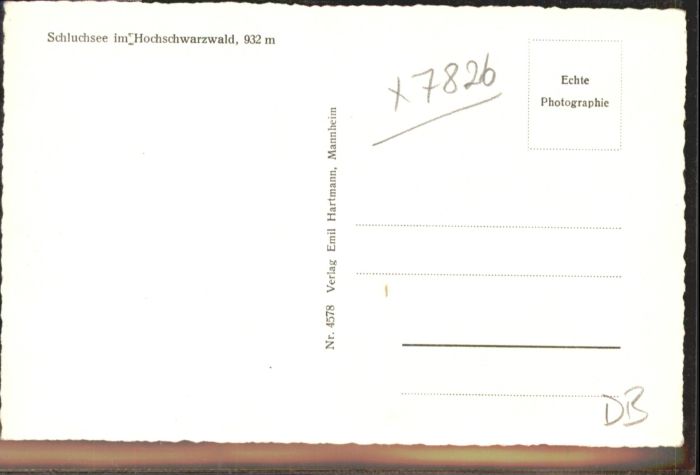 Schluchsee im Hochschwarzwald, 932 m
x7826
Echte
Photographie
Nr. 4578 Verlag Emil Hartmann, Mannheim
DB